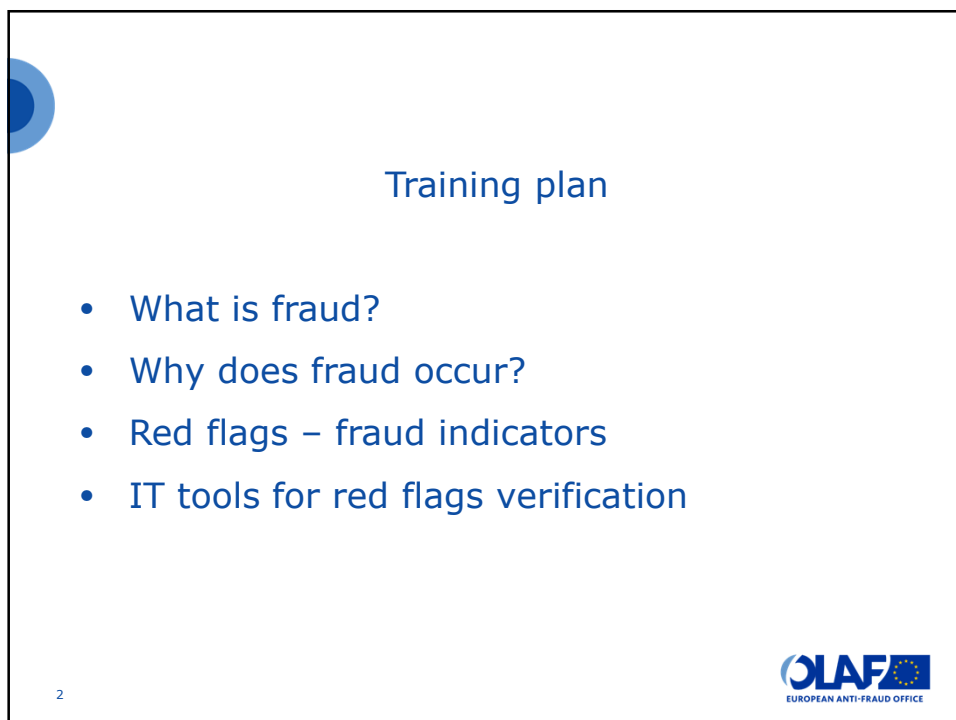 Training plan
• What is fraud?
• Why does fraud occur?
• Red flags – fraud indicators
• IT tools for red flags verification
2
OLAF
EUROPEAN ANTI-FRAUD OFFICE